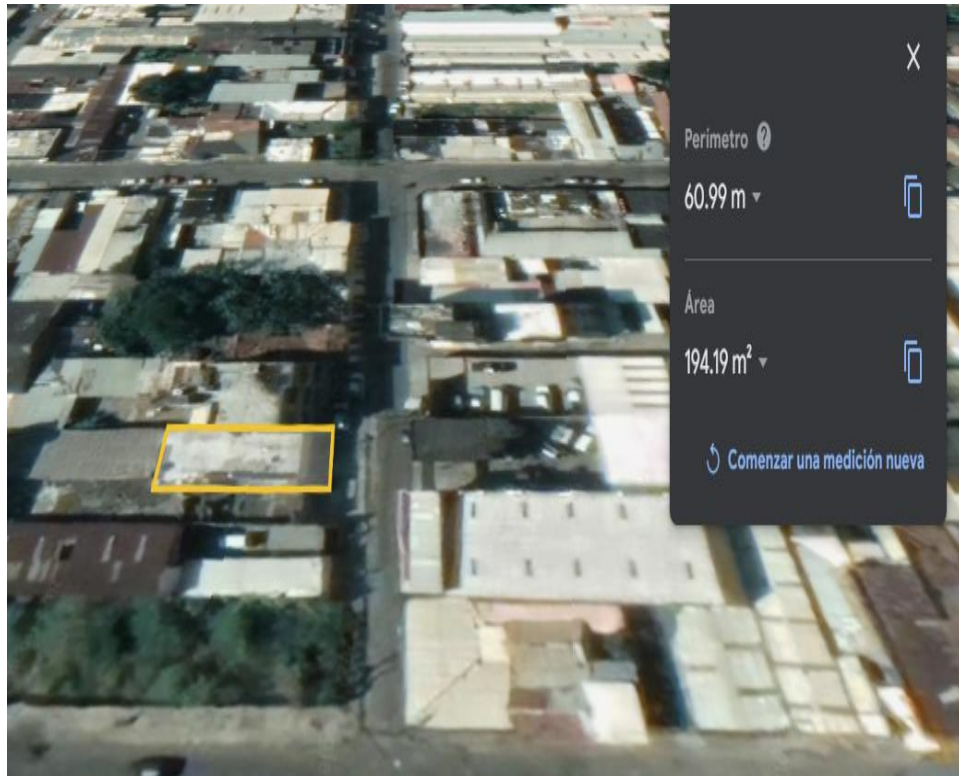 Perímetro
60.99 m
Área
194.19 m²
Comenzar una medición nueva